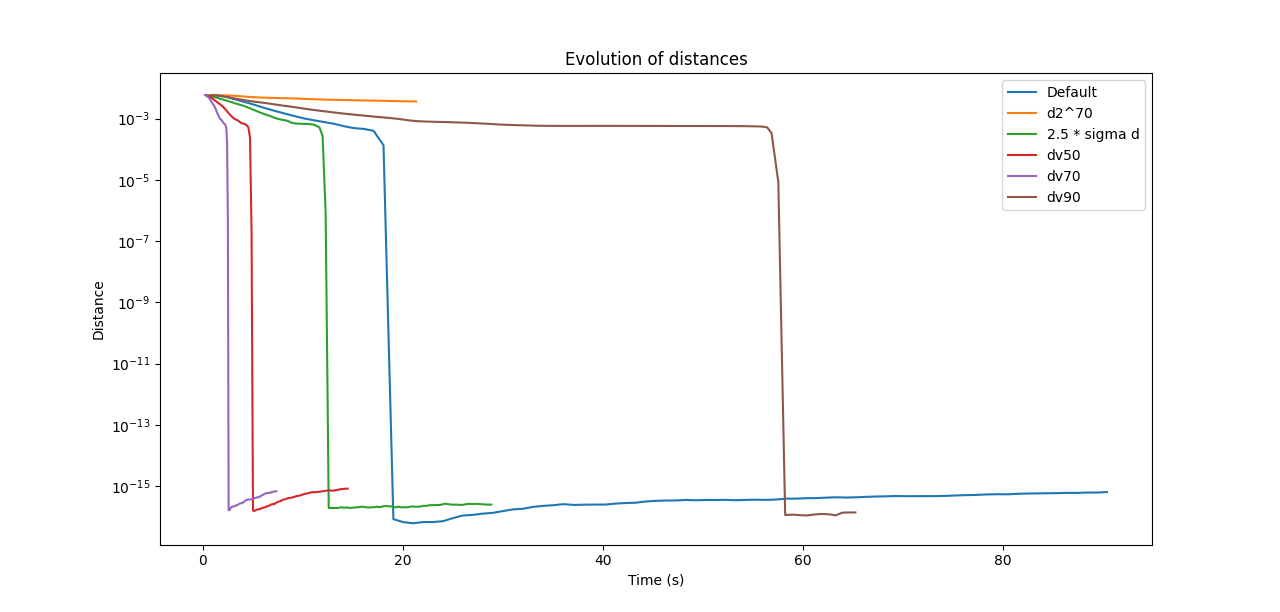 Evolution of distances
Default
d2^70
2.5 * sigma d
dv50
dv70
dv90
Distance
10⁻³
10⁻⁵
10⁻⁷
10⁻⁹
10⁻¹¹
10⁻¹³
10⁻¹⁵
0 20 40 60 80
Time (s)